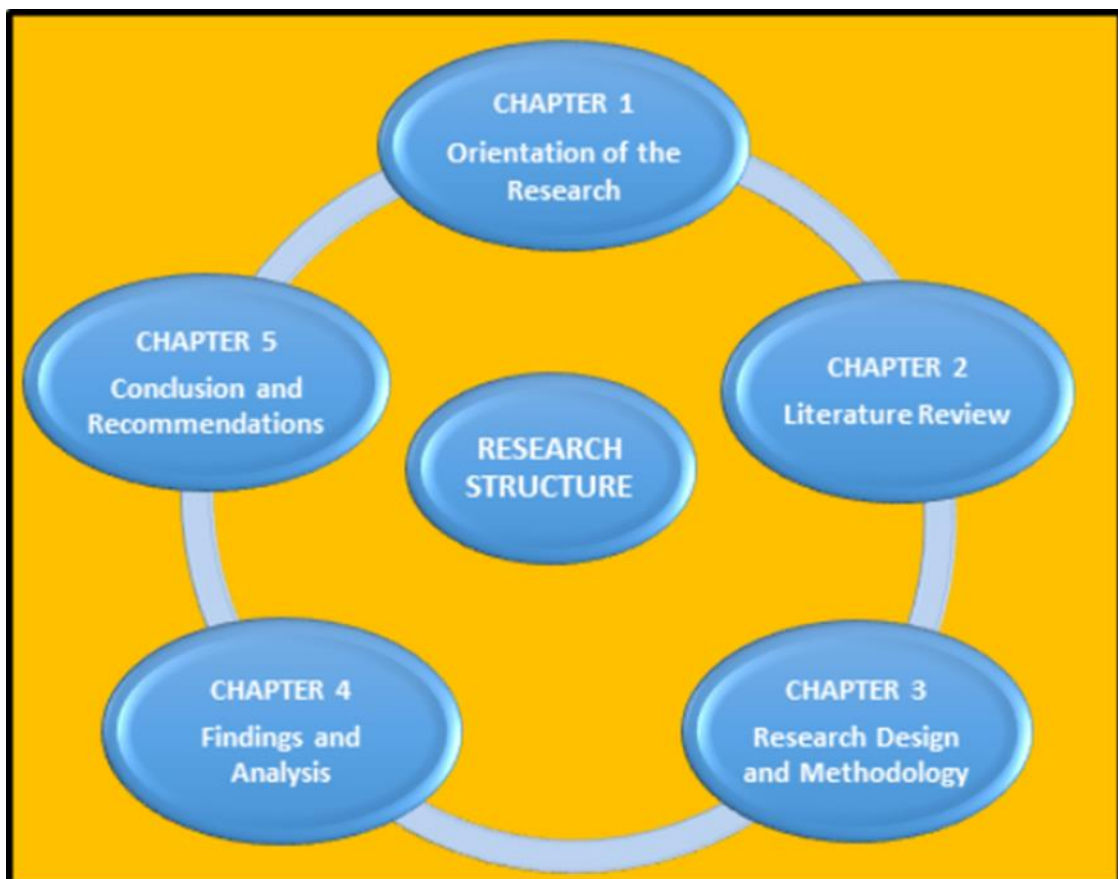 CHAPTER 1
Orientation of the
Research
CHAPTER 2
Literature Review
CHAPTER 3
Research Design
and Methodology
CHAPTER 4
Findings and
Analysis
CHAPTER 5
Conclusion and
Recommendations
RESEARCH
STRUCTURE